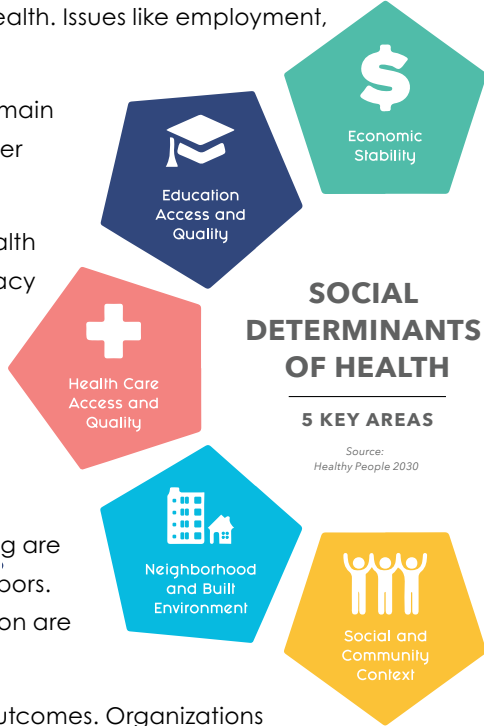 ealth. Issues like employment,
main
er
alth
acy
g are
ors.
on are
utcomes. Organizations
Economic
Stability
Education
Access and
Quality
Health Care
Access and
Quality
Neighborhood
and Built
Environment
Social and
Community
Context
SOCIAL
DETERMINANTS
OF HEALTH
5 KEY AREAS
Source:
Healthy People 2030